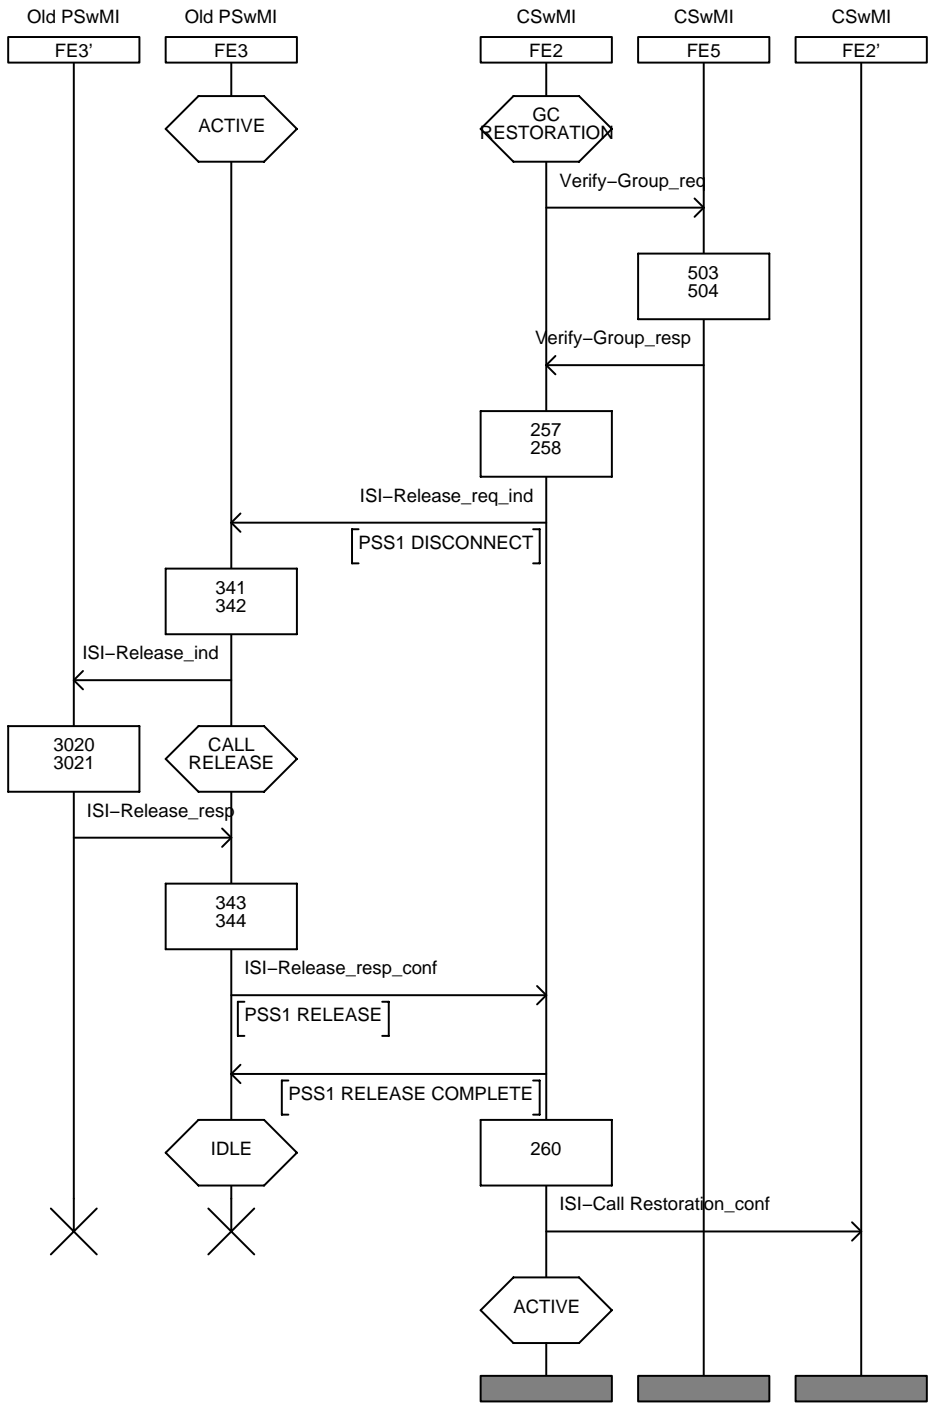 Old PSwMI
Old PSwMI
CSwMI
CSwMI
CSwMI
FE3’
FE3
FE2
FE5
FE2’
ACTIVE
GC
RESTORATION
Verify−Group_req
503
504
Verify−Group_resp
257
258
ISI−Release_req_ind
PSS1 DISCONNECT
341
342
ISI−Release_ind
3020
3021
CALL
RELEASE
ISI−Release_resp
343
344
ISI−Release_resp_conf
PSS1 RELEASE
PSS1 RELEASE COMPLETE
IDLE
260
ISI−Call Restoration_conf
ACTIVE